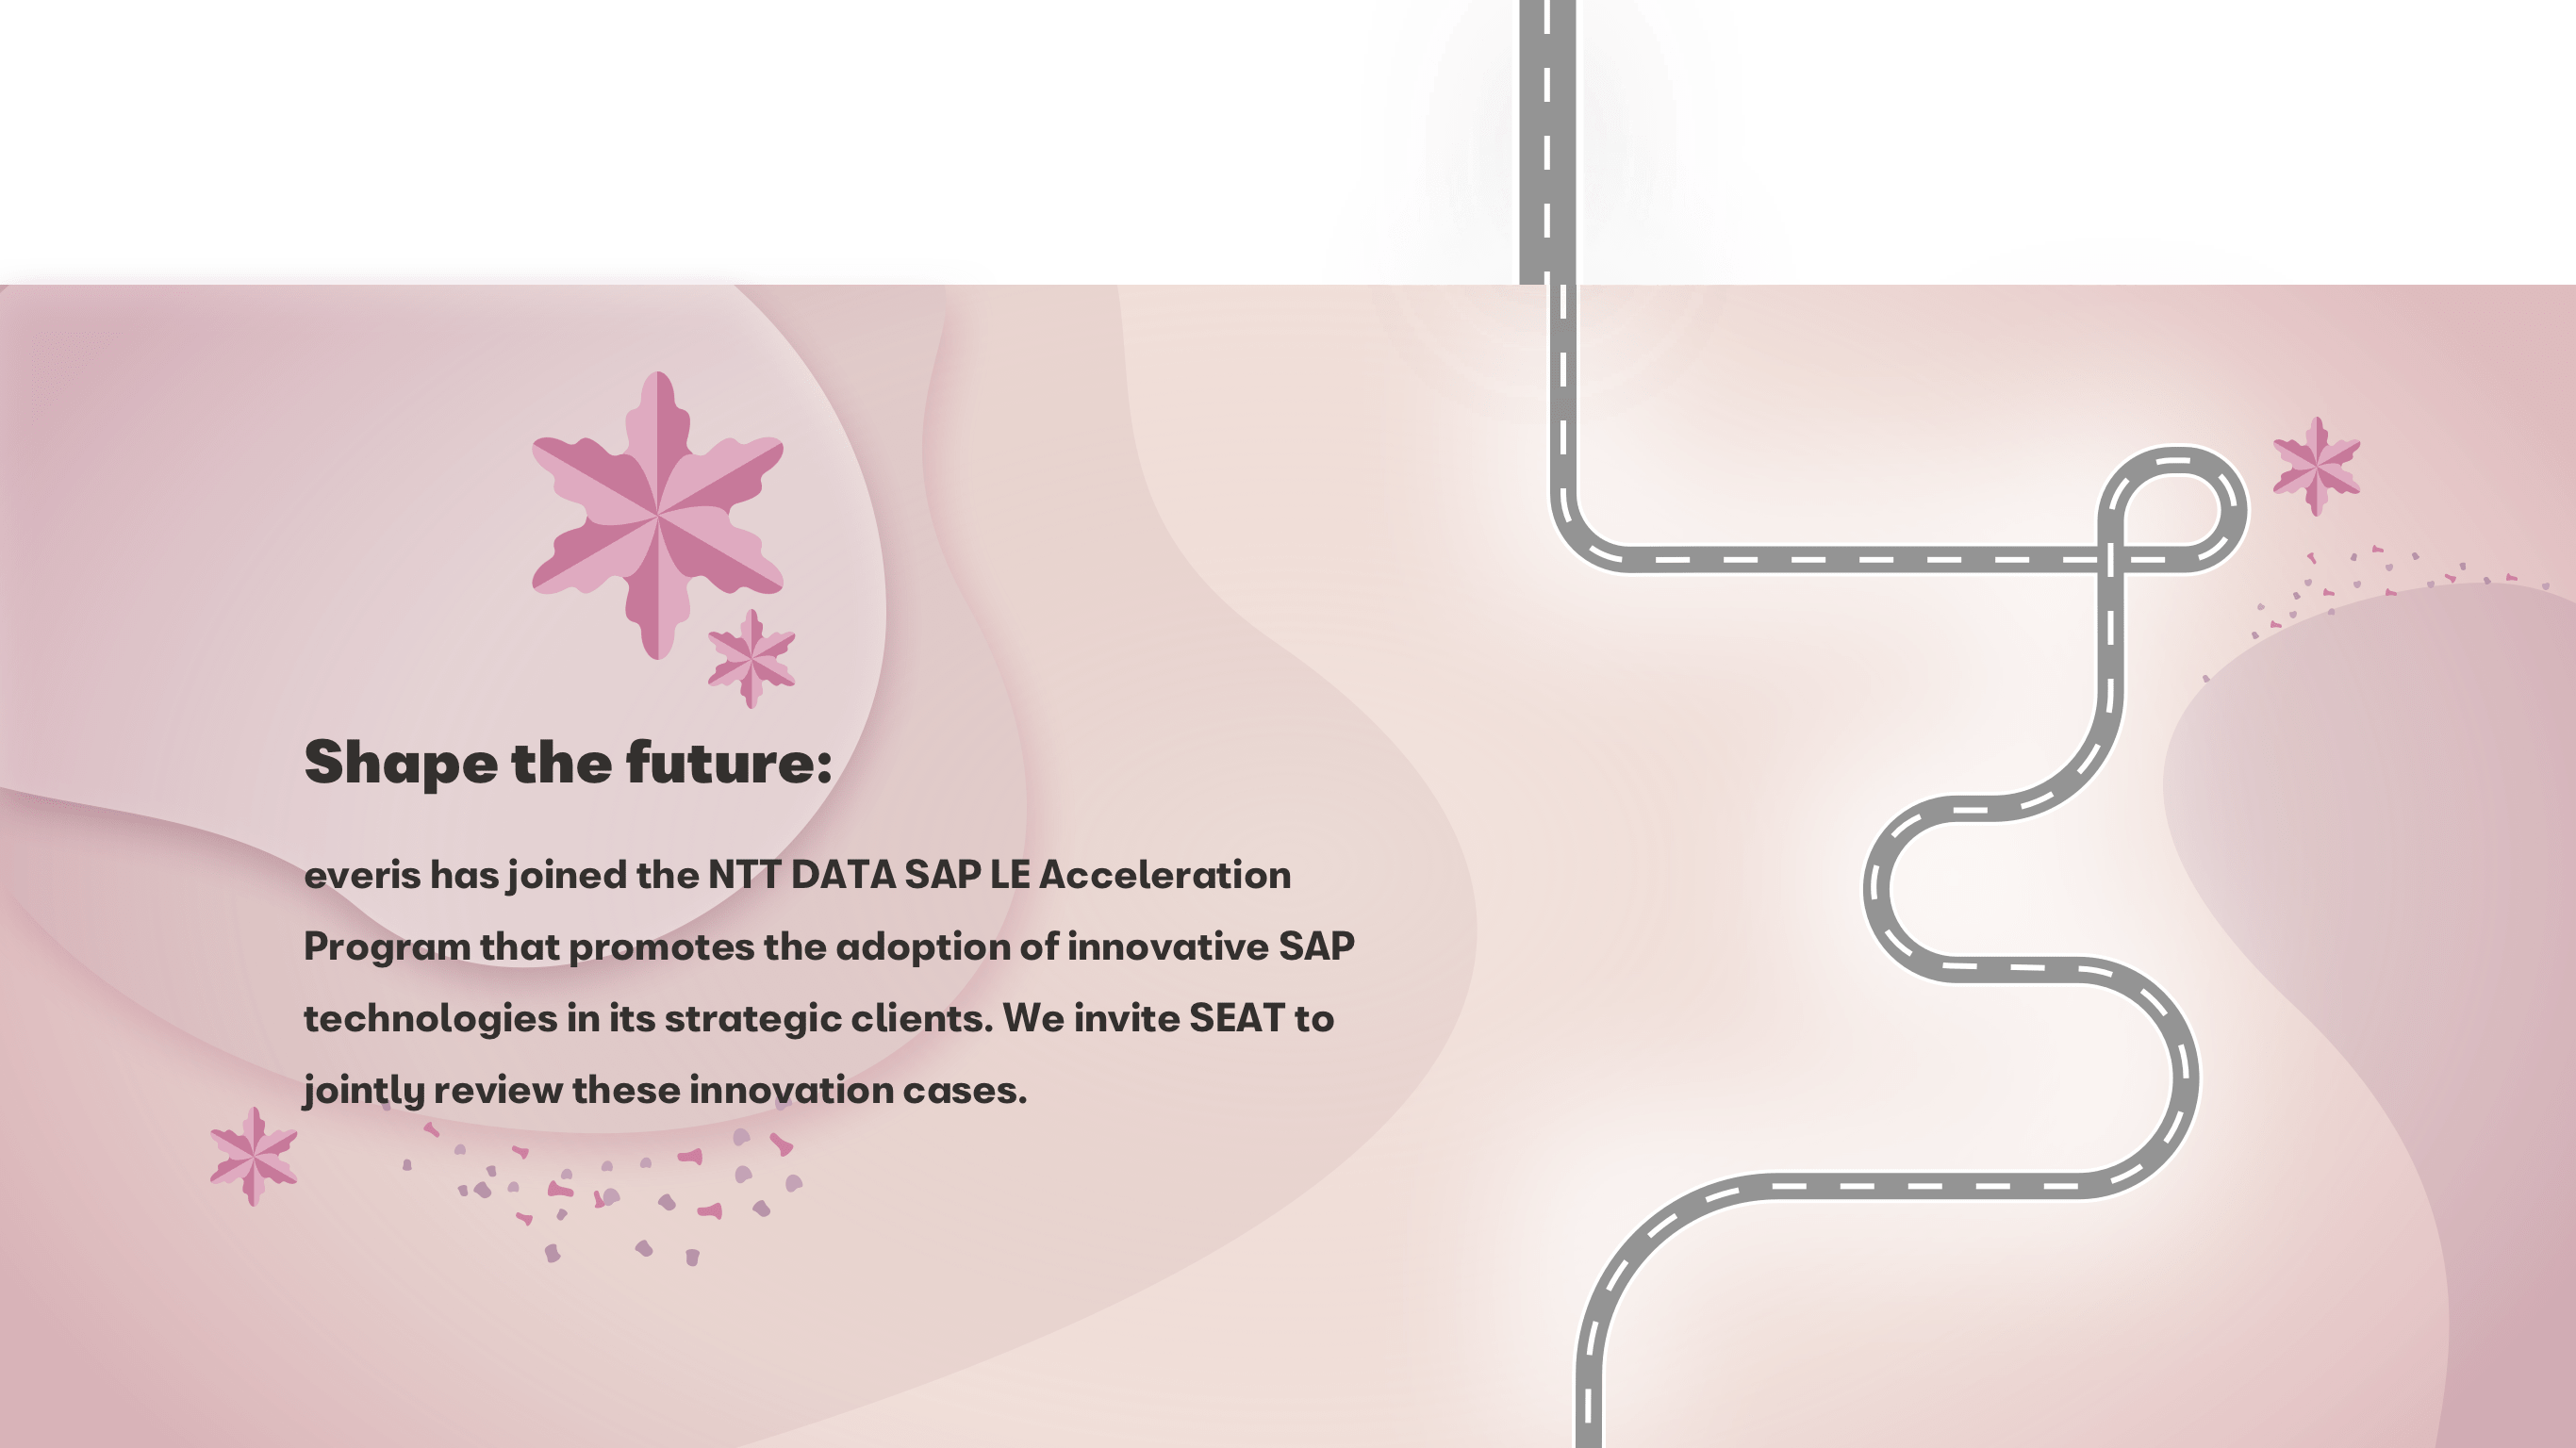 Shape the future:
everis has joined the NTT DATA SAP LE Acceleration
Program that promotes the adoption of innovative SAP
technologies in its strategic clients. We invite SEAT to
jointly review these innovation cases.